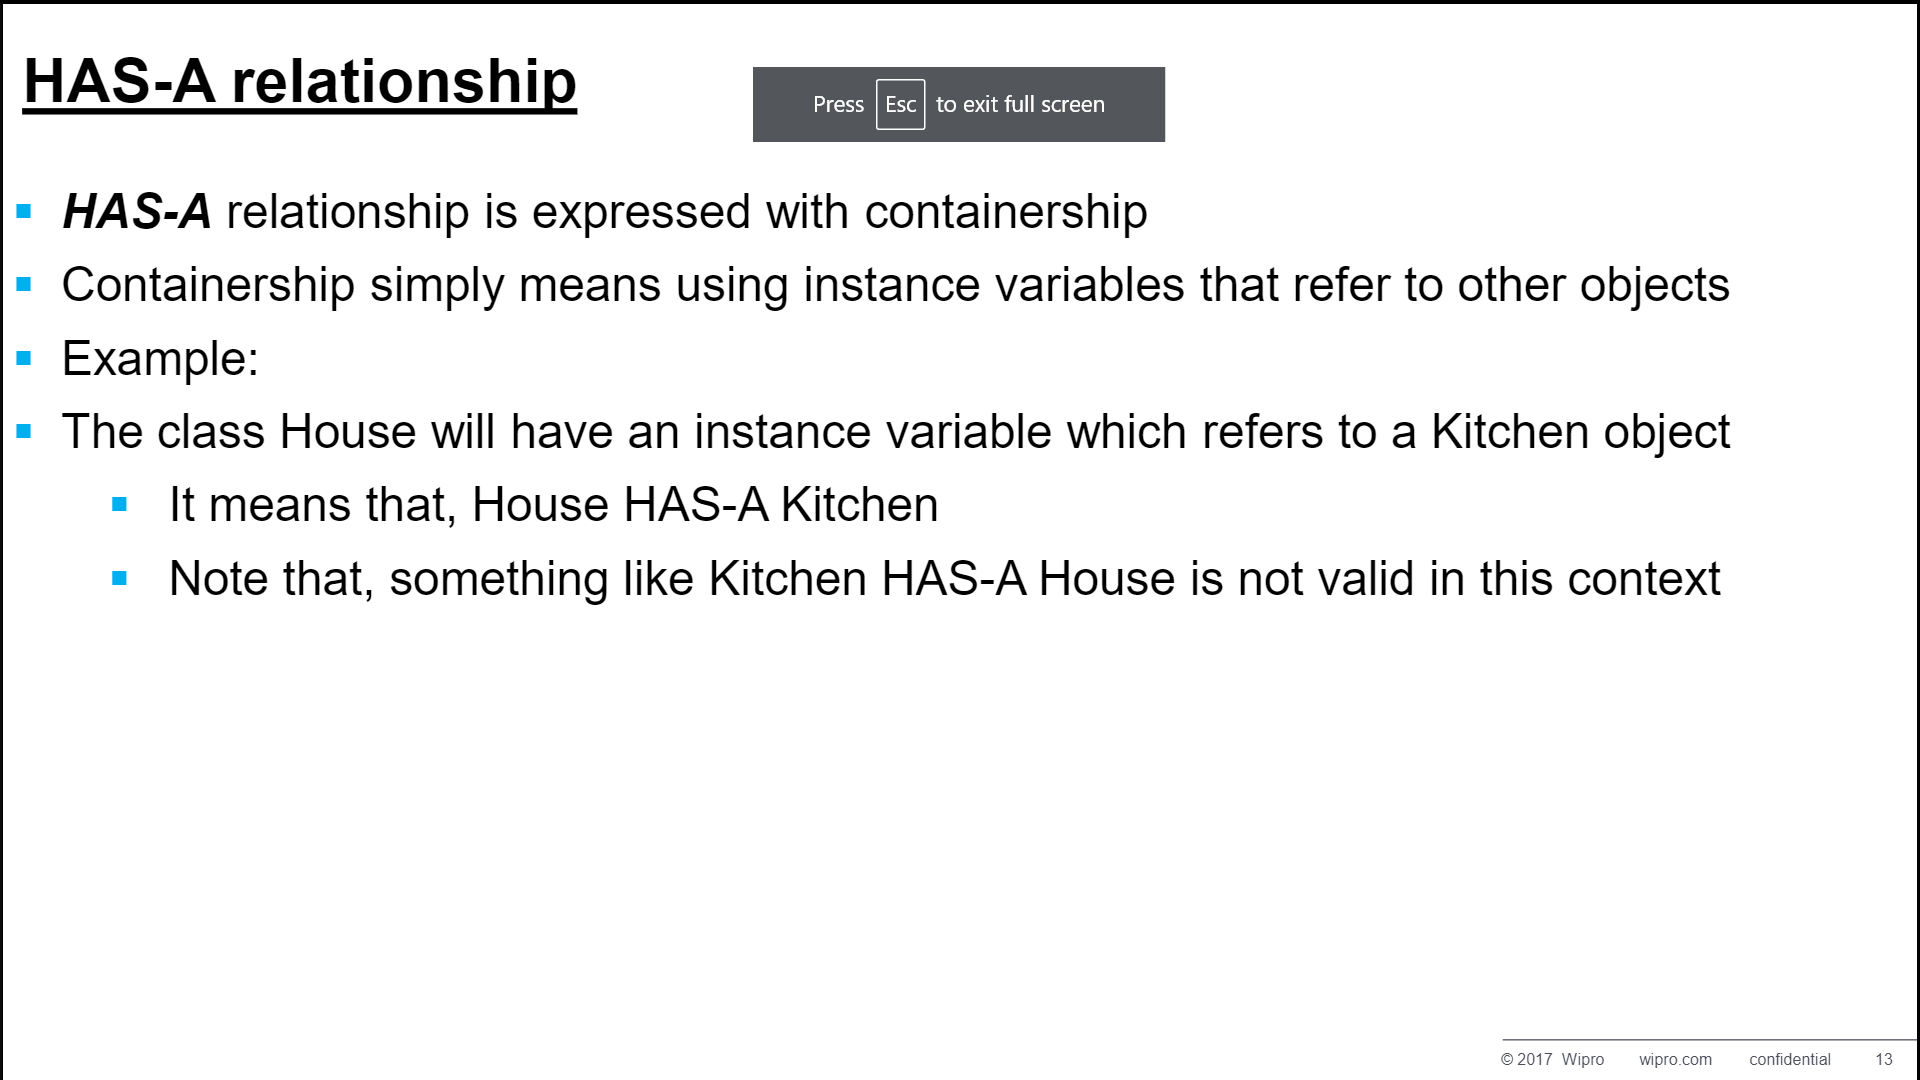 HAS-A relationship
Press Esc to exit full screen
HAS-A relationship is expressed with containership
Containership simply means using instance variables that refer to other objects
Example:
The class House will have an instance variable which refers to a Kitchen object
It means that, House HAS-A Kitchen
Note that, something like Kitchen HAS-A House is not valid in this context
© 2017 Wipro wipro.com confidential 13